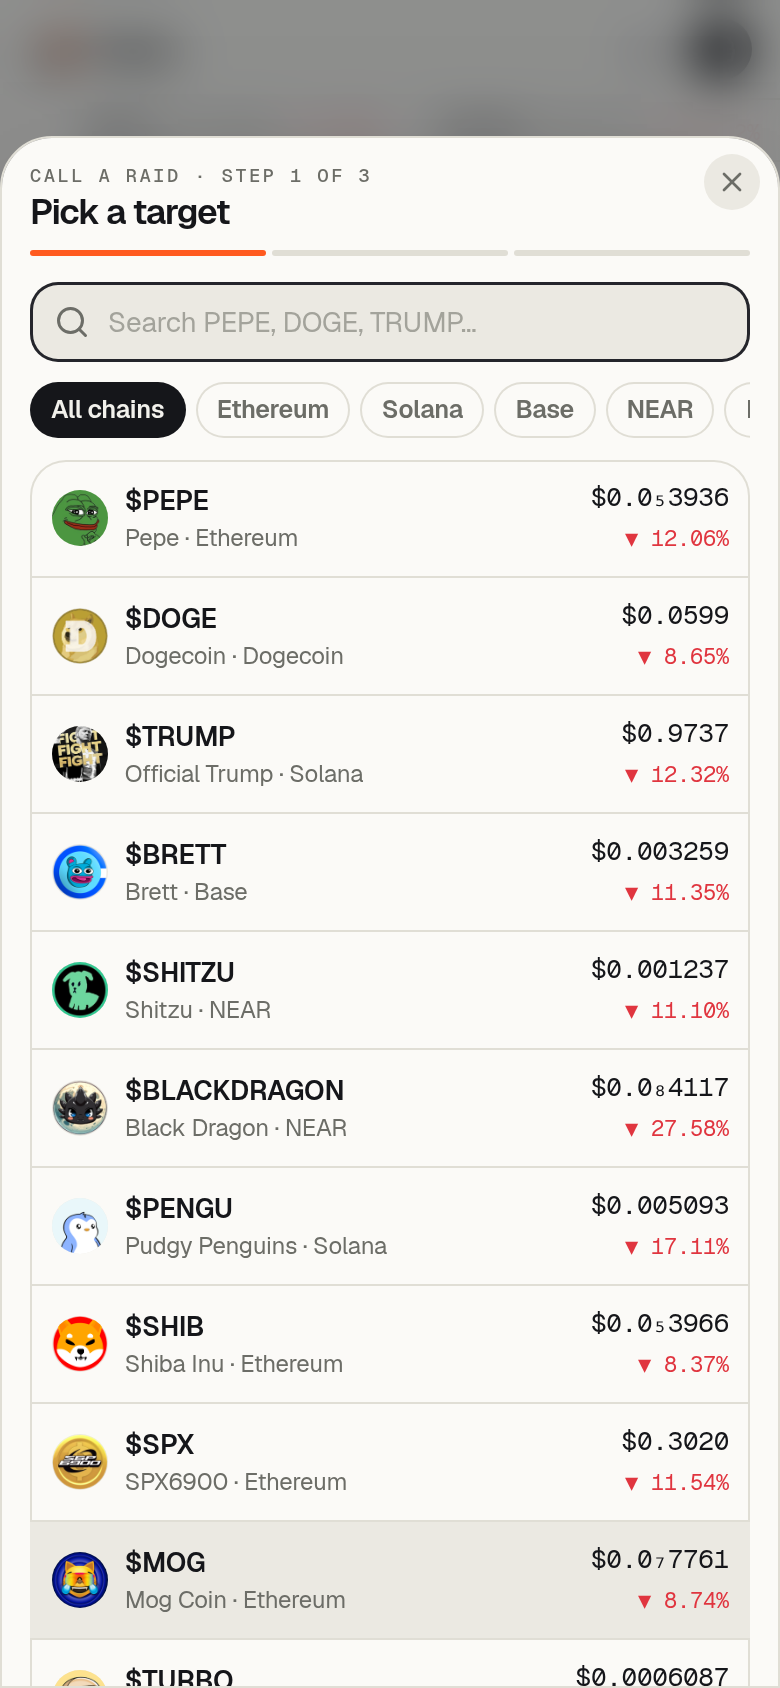 CALL A RAID · STEP 1 OF 3
Pick a target
Search PEPE, DOGE, TRUMP...
All chains Ethereum Solana Base NEAR
$PEPE $0.0₅3936
Pepe · Ethereum ▼ 12.06%
$DOGE $0.0599
Dogecoin · Dogecoin ▼ 8.65%
FIGHT
FIGHT
FIGHT
$TRUMP $0.9737
Official Trump · Solana ▼ 12.32%
$BRETT $0.003259
Brett · Base ▼ 11.35%
$SHITZU $0.001237
Shitzu · NEAR ▼ 11.10%
$BLACKDRAGON $0.0₈4117
Black Dragon · NEAR ▼ 27.58%
$PENGU $0.005093
Pudgy Penguins · Solana ▼ 17.11%
$SHIB $0.0₅3966
Shiba Inu · Ethereum ▼ 8.37%
$SPX $0.3020
SPX6900 · Ethereum ▼ 11.54%
$MOG $0.0₇7761
Mog Coin · Ethereum ▼ 8.74%
$TURBO $0.0006087